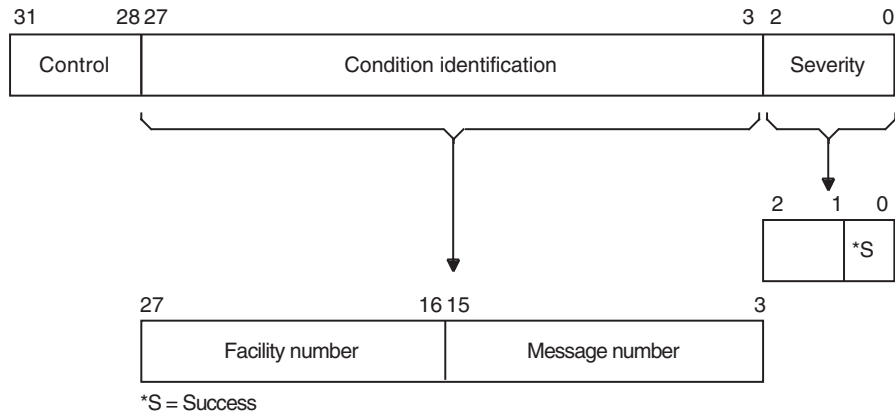 31 28 27 3 2 0
Control Condition identification Severity
2 1 0
*S
27 16 15 3
Facility number Message number
*S = Success